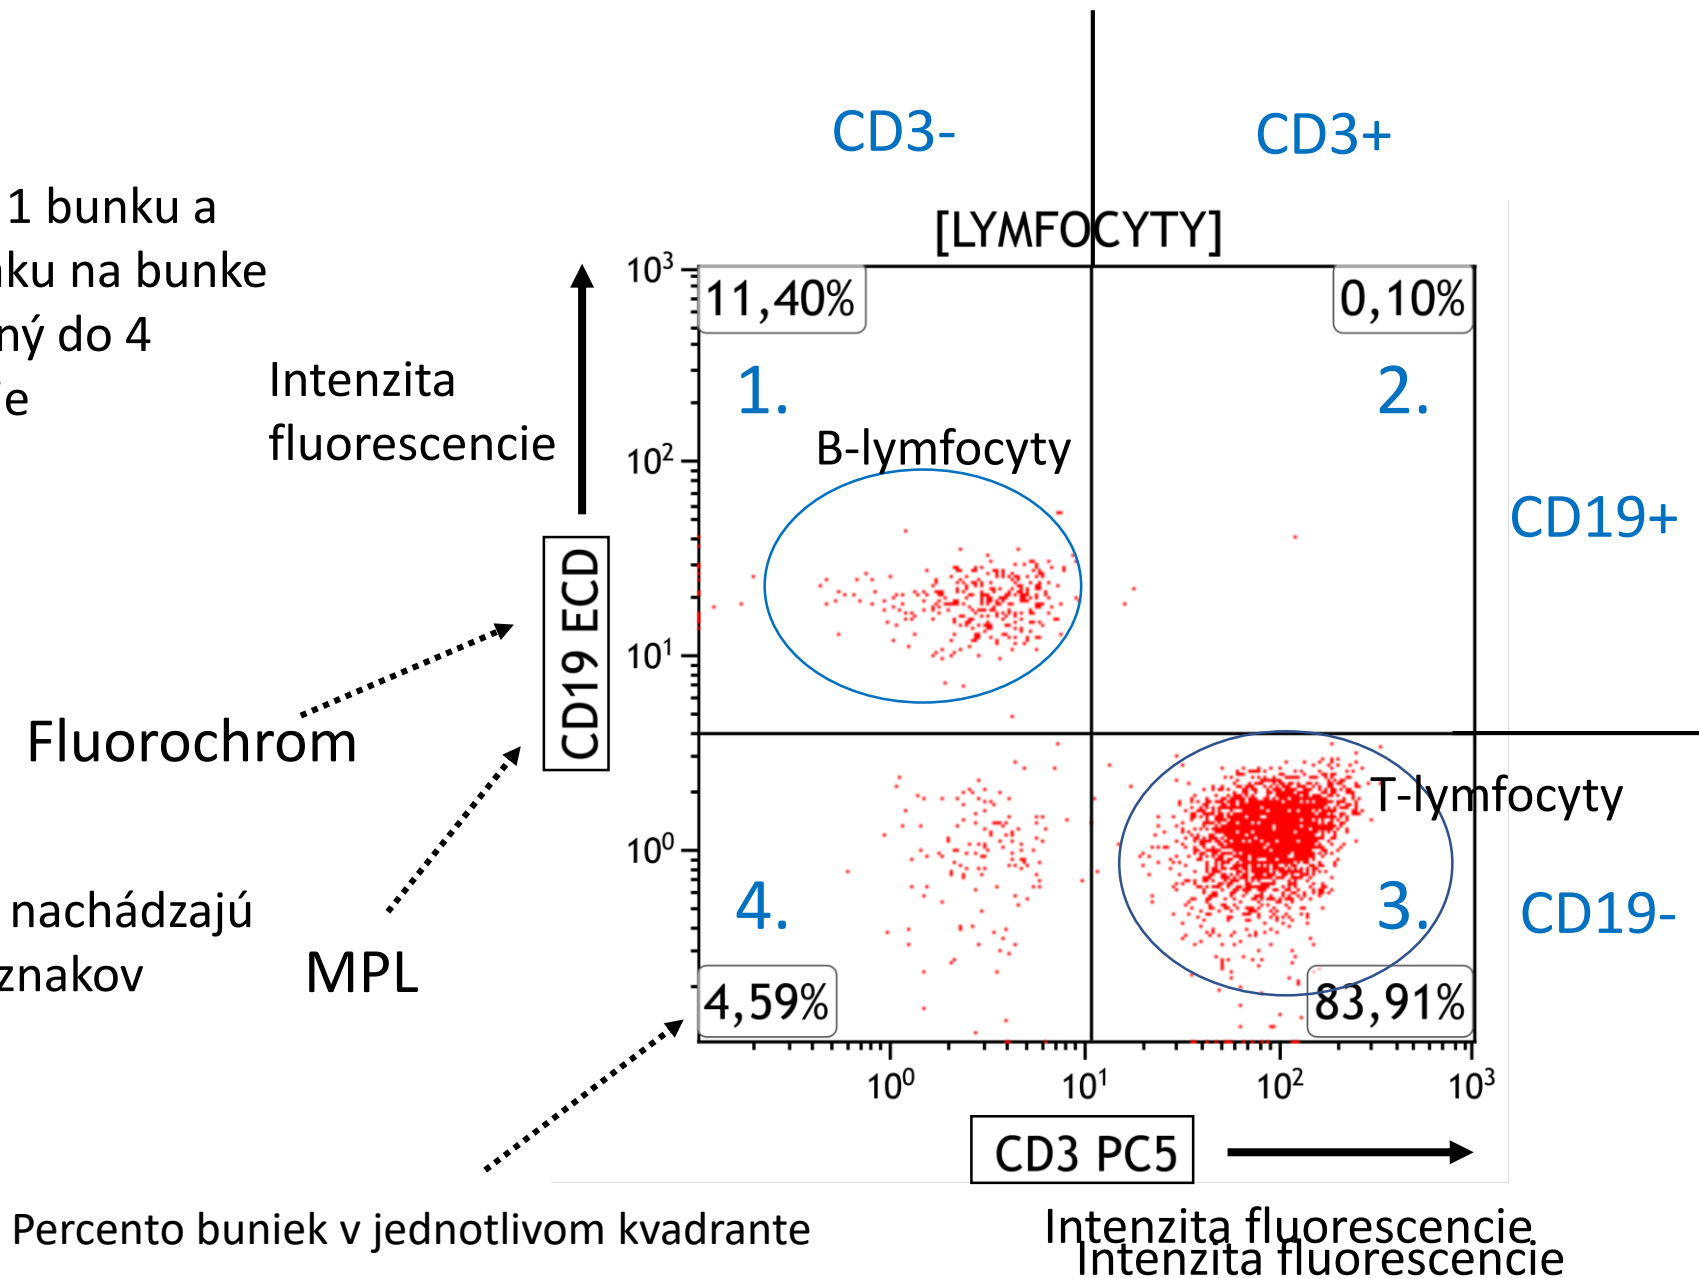 CD3-
CD3+
1 bunku a
na bunke
do 4
[LYMFOCYTY]
10³
11,40%
0,10%
Intenzita
fluorescencie
1.
2.
B-lymfocyty
10²
CD19+
CD19 ECD
10¹
Fluorochrom
T-lymfocyty
10⁰
4.
3.
CD19-
nachádzajú
znakov
MPL
4,59%
83,91%
10⁰
10¹
10²
10³
CD3 PC5
Percento buniek v jednotlivom kvadrante
Intenzita fluorescencie
Intenzita fluorescencie